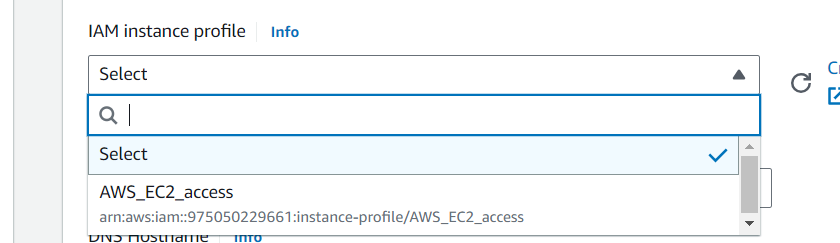 IAM instance profile Info
Select
Select
AWS_EC2_access
arn:aws:iam::975050229661:instance-profile/AWS_EC2_access
DNS Hostname Info